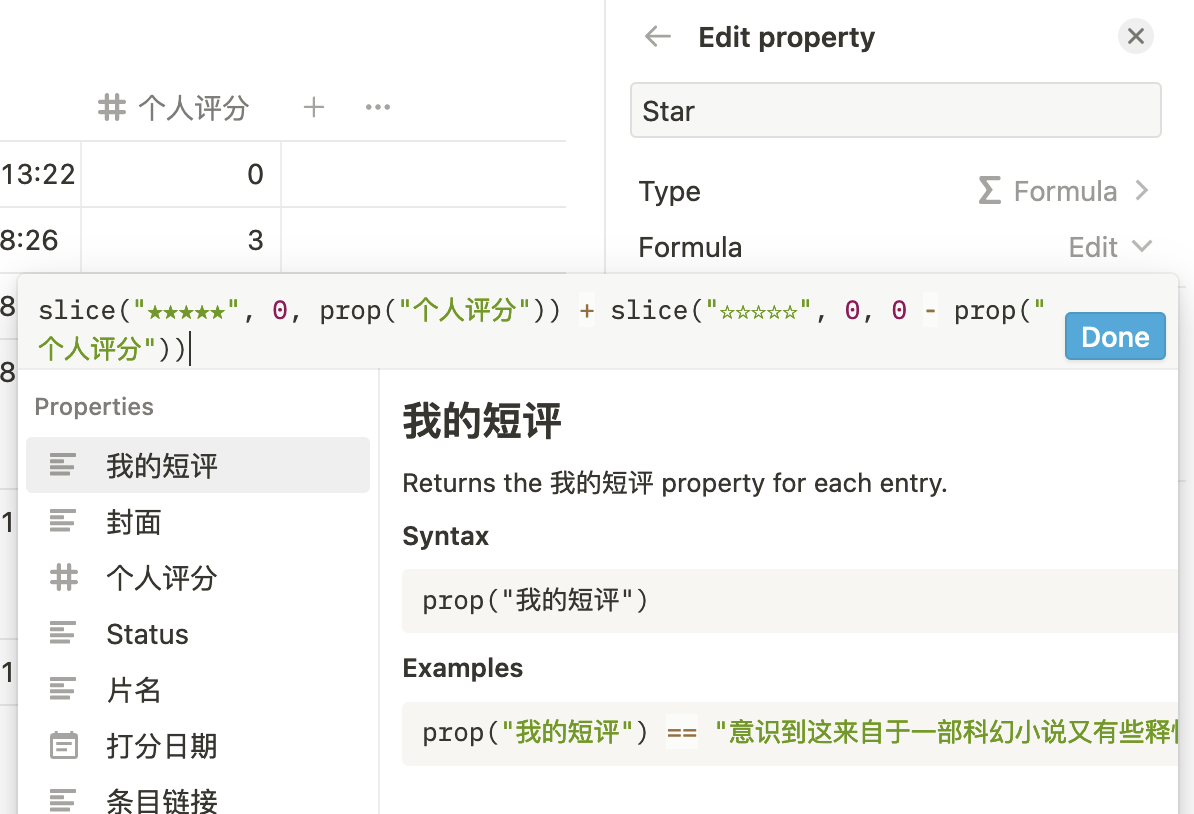 Edit property
个人评分
Star
13:22 0
Type Formula
8:26 3
Formula Edit
8
slice("★★★★★", 0, prop("个人评分")) + slice("☆☆☆☆☆", 0, 0 - prop("
个人评分"))
Done
8
Properties
我的短评
封面
个人评分
Status
片名
打分日期
条目链接
我的短评
Returns the 我的短评 property for each entry.
Syntax
prop("我的短评")
Examples
prop("我的短评") == "意识到这来自于一部科幻小说又有些释
1
1